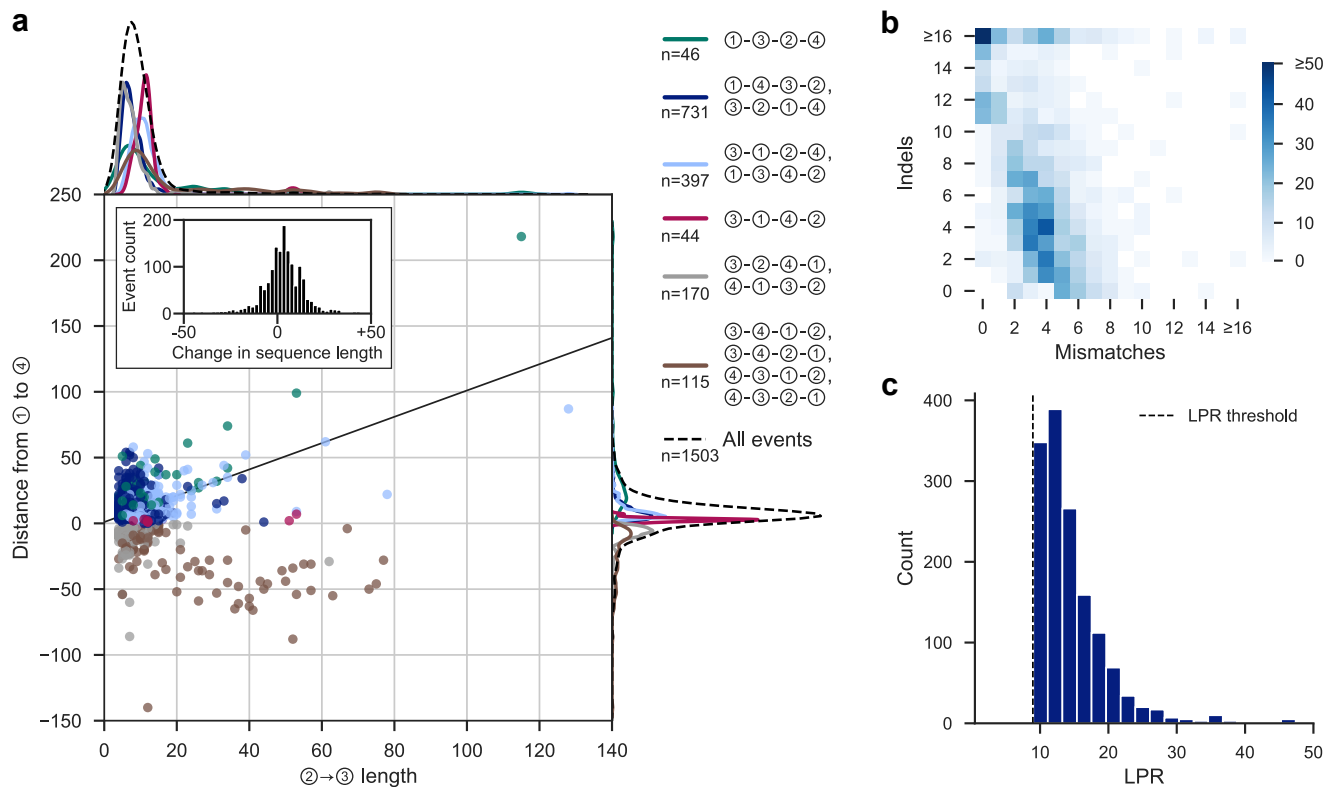 a
①-③-②-④
n=46
①-④-③-②,
③-②-①-④
n=731
③-①-②-④,
①-③-④-②
n=397
③-①-④-②
n=44
③-②-④-①,
④-①-③-②
n=170
③-④-①-②,
③-④-②-①,
④-③-①-②,
④-③-②-①
n=115
All events
n=1503
Distance from ① to ④
250
200
150
100
50
0
−50
−100
−150
0 20 40 60 80 100 120 140
②→③ length
Event count
200
100
0
-50 0 +50
Change in sequence length
b
Indels
≥16
14
12
10
8
6
4
2
0
0 2 4 6 8 10 12 14 ≥16
Mismatches
≥50
40
30
20
10
0
c
LPR threshold
Count
400
300
200
100
0
10 20 30 40 50
LPR